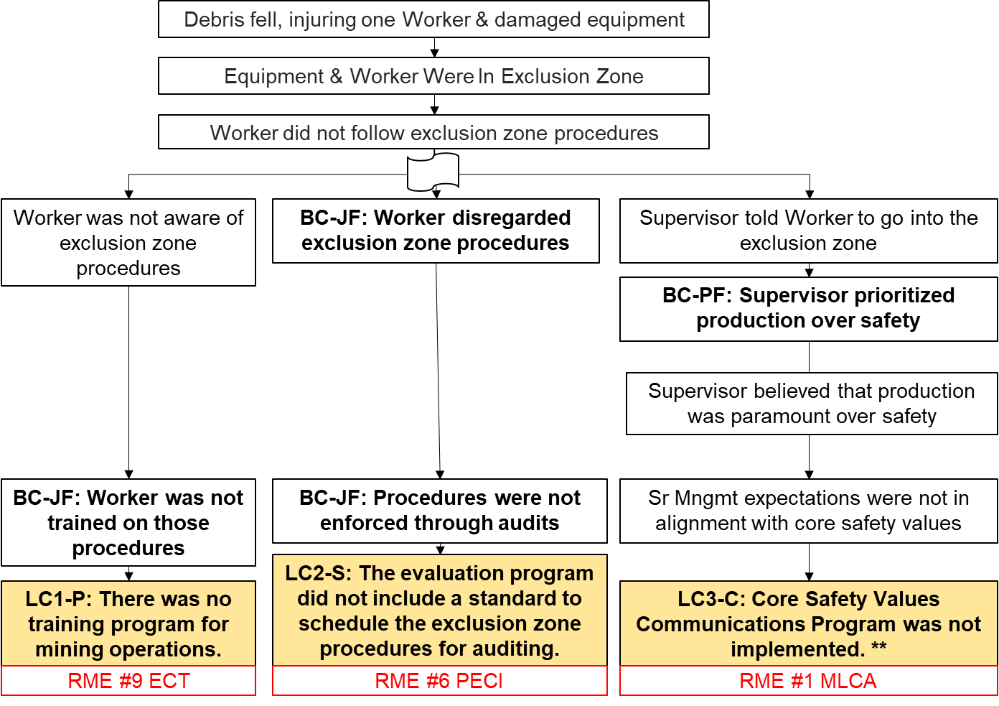 Debris fell, injuring one Worker & damaged equipment
Equipment & Worker Were In Exclusion Zone
Worker did not follow exclusion zone procedures
Worker was not aware of
exclusion zone
procedures
BC-JF: Worker was not
trained on those
procedures
LC1-P: There was no
training program for
mining operations.
RME #9 ECT
BC-JF: Worker disregarded
exclusion zone procedures
BC-JF: Procedures were not
enforced through audits
LC2-S: The evaluation program
did not include a standard to
schedule the exclusion zone
procedures for auditing.
RME #6 PECI
Supervisor told Worker to go into the
exclusion zone
BC-PF: Supervisor prioritized
production over safety
Supervisor believed that production
was paramount over safety
Sr Mngmt expectations were not in
alignment with core safety values
LC3-C: Core Safety Values
Communications Program was not
implemented. **
RME #1 MLCA